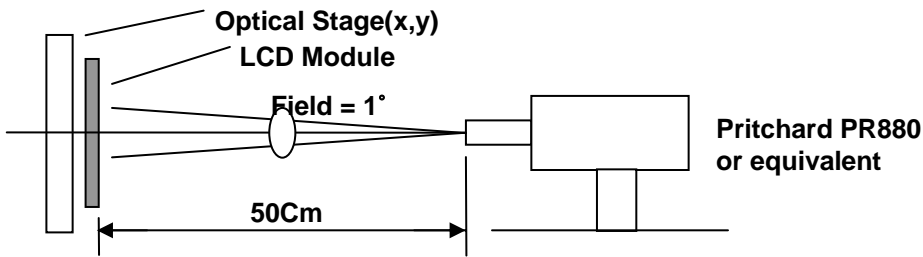 Optical Stage(x,y)
LCD Module
Field = 1˚
Pritchard PR880
or equivalent
50Cm